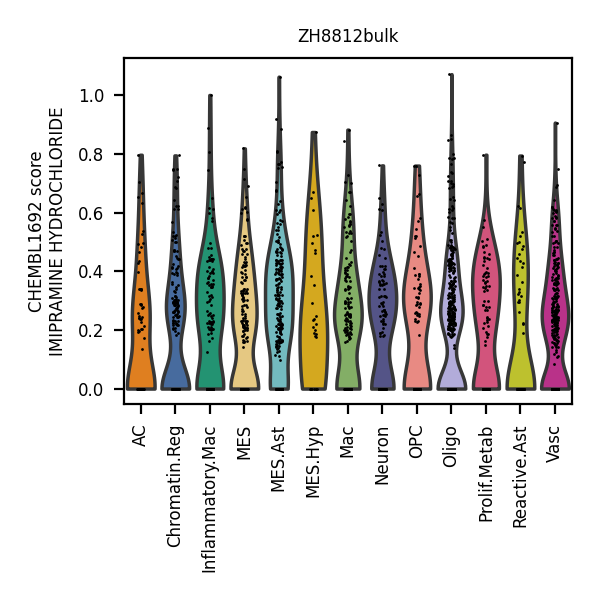 ZH8812bulk
CHEMBL1692 score
IMIPRAMINE HYDROCHLORIDE
1.0
0.8
0.6
0.4
0.2
0.0
AC
Chromatin.Reg
Inflammatory.Mac
MES
MES.Ast
MES.Hyp
Mac
Neuron
OPC
Oligo
Prolif.Metab
Reactive.Ast
Vasc